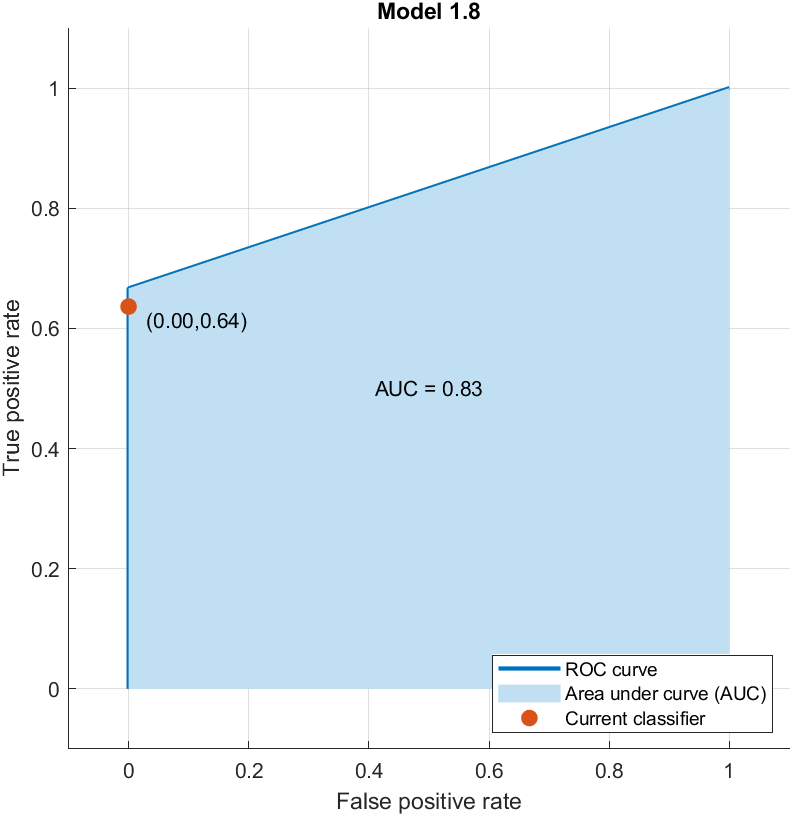 Model 1.8
1
0.8
0.6
0.4
0.2
0
True positive rate
(0.00,0.64)
AUC = 0.83
ROC curve
Area under curve (AUC)
Current classifier
0 0.2 0.4 0.6 0.8 1
False positive rate